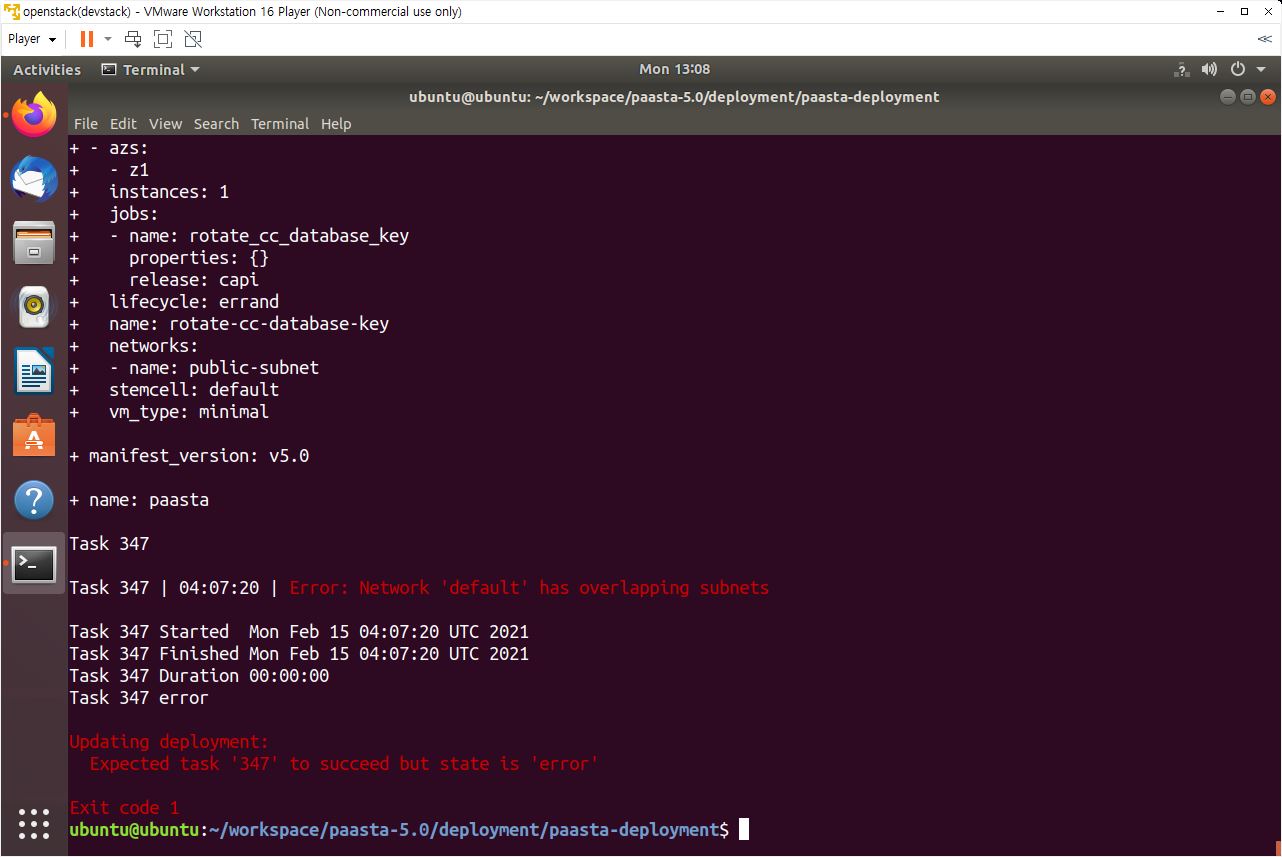 openstack(devstack) - VMware Workstation 16 Player (Non-commercial use only)
Player
Activities Terminal Mon 13:08
ubuntu@ubuntu: ~/workspace/paasta-5.0/deployment/paasta-deployment
File Edit View Search Terminal Help
+ - azs:
+   - z1
+   instances: 1
+   jobs:
+   - name: rotate_cc_database_key
+     properties: {}
+     release: capi
+   lifecycle: errand
+   name: rotate-cc-database-key
+   networks:
+   - name: public-subnet
+   stemcell: default
+   vm_type: minimal
+ manifest_version: v5.0
+ name: paasta
Task 347
Task 347 | 04:07:20 | Error: Network 'default' has overlapping subnets
Task 347 Started  Mon Feb 15 04:07:20 UTC 2021
Task 347 Finished Mon Feb 15 04:07:20 UTC 2021
Task 347 Duration 00:00:00
Task 347 error
Updating deployment:
  Expected task '347' to succeed but state is 'error'
Exit code 1
ubuntu@ubuntu:~/workspace/paasta-5.0/deployment/paasta-deployment$